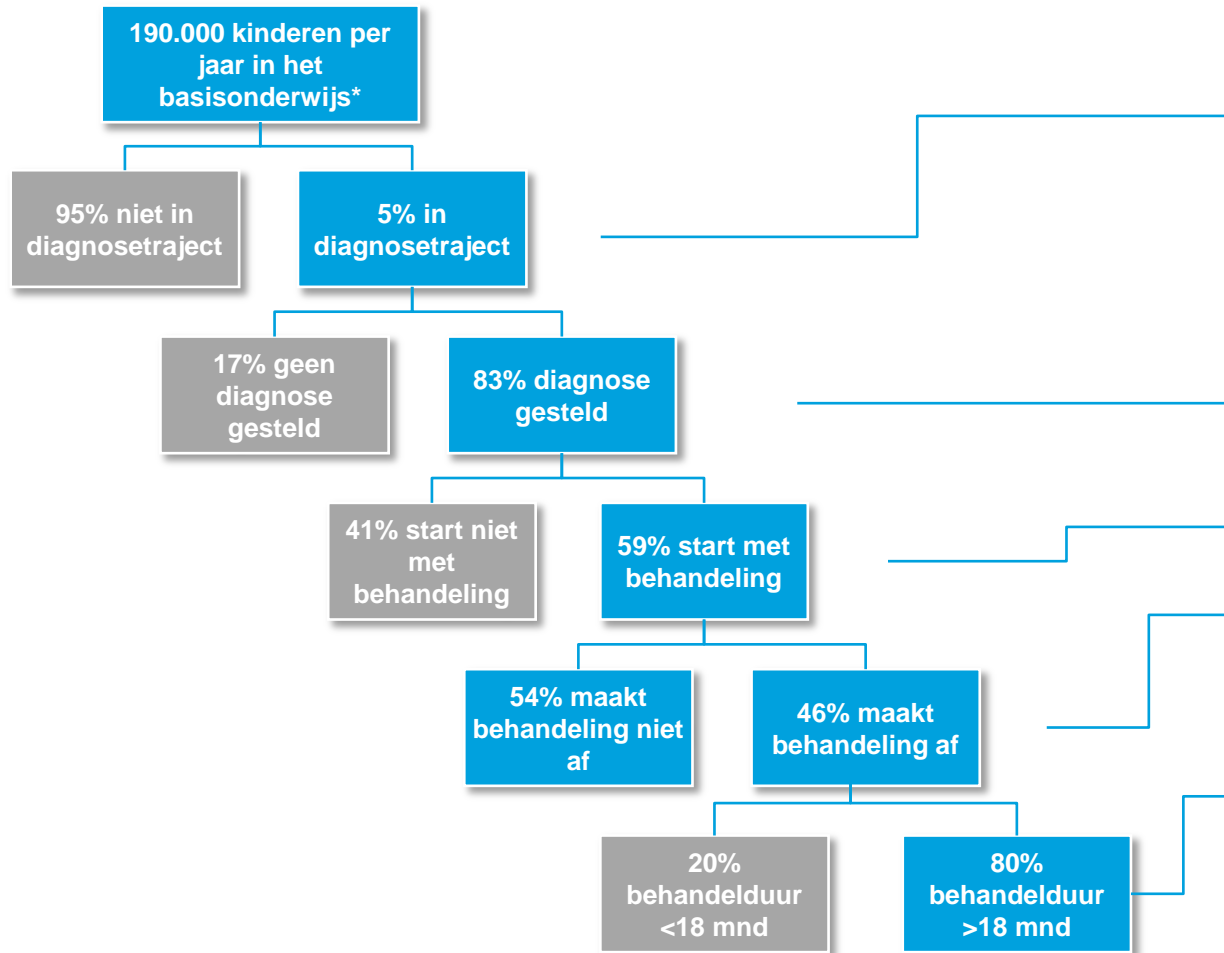 190.000 kinderen per
jaar in het
basisonderwijs*
95% niet in
diagnosetraject
5% in
diagnosetraject
17% geen
diagnose
gesteld
83% diagnose
gesteld
41% start niet
met
behandeling
59% start met
behandeling
54% maakt
behandeling niet
af
46% maakt
behandeling af
20%
behandelduur
<18 mnd
80%
behandelduur
>18 mnd